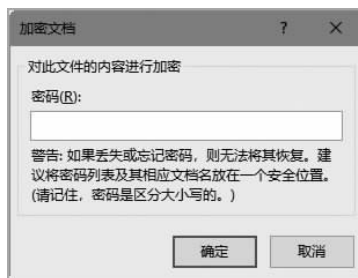 加密文档 ? ×
对此文件的内容进行加密
密码(R):
警告: 如果丢失或忘记密码，则无法将其恢复。建
议将密码列表及其相应文档名放在一个安全位置。
(请记住，密码是区分大小写的。)
确定 取消